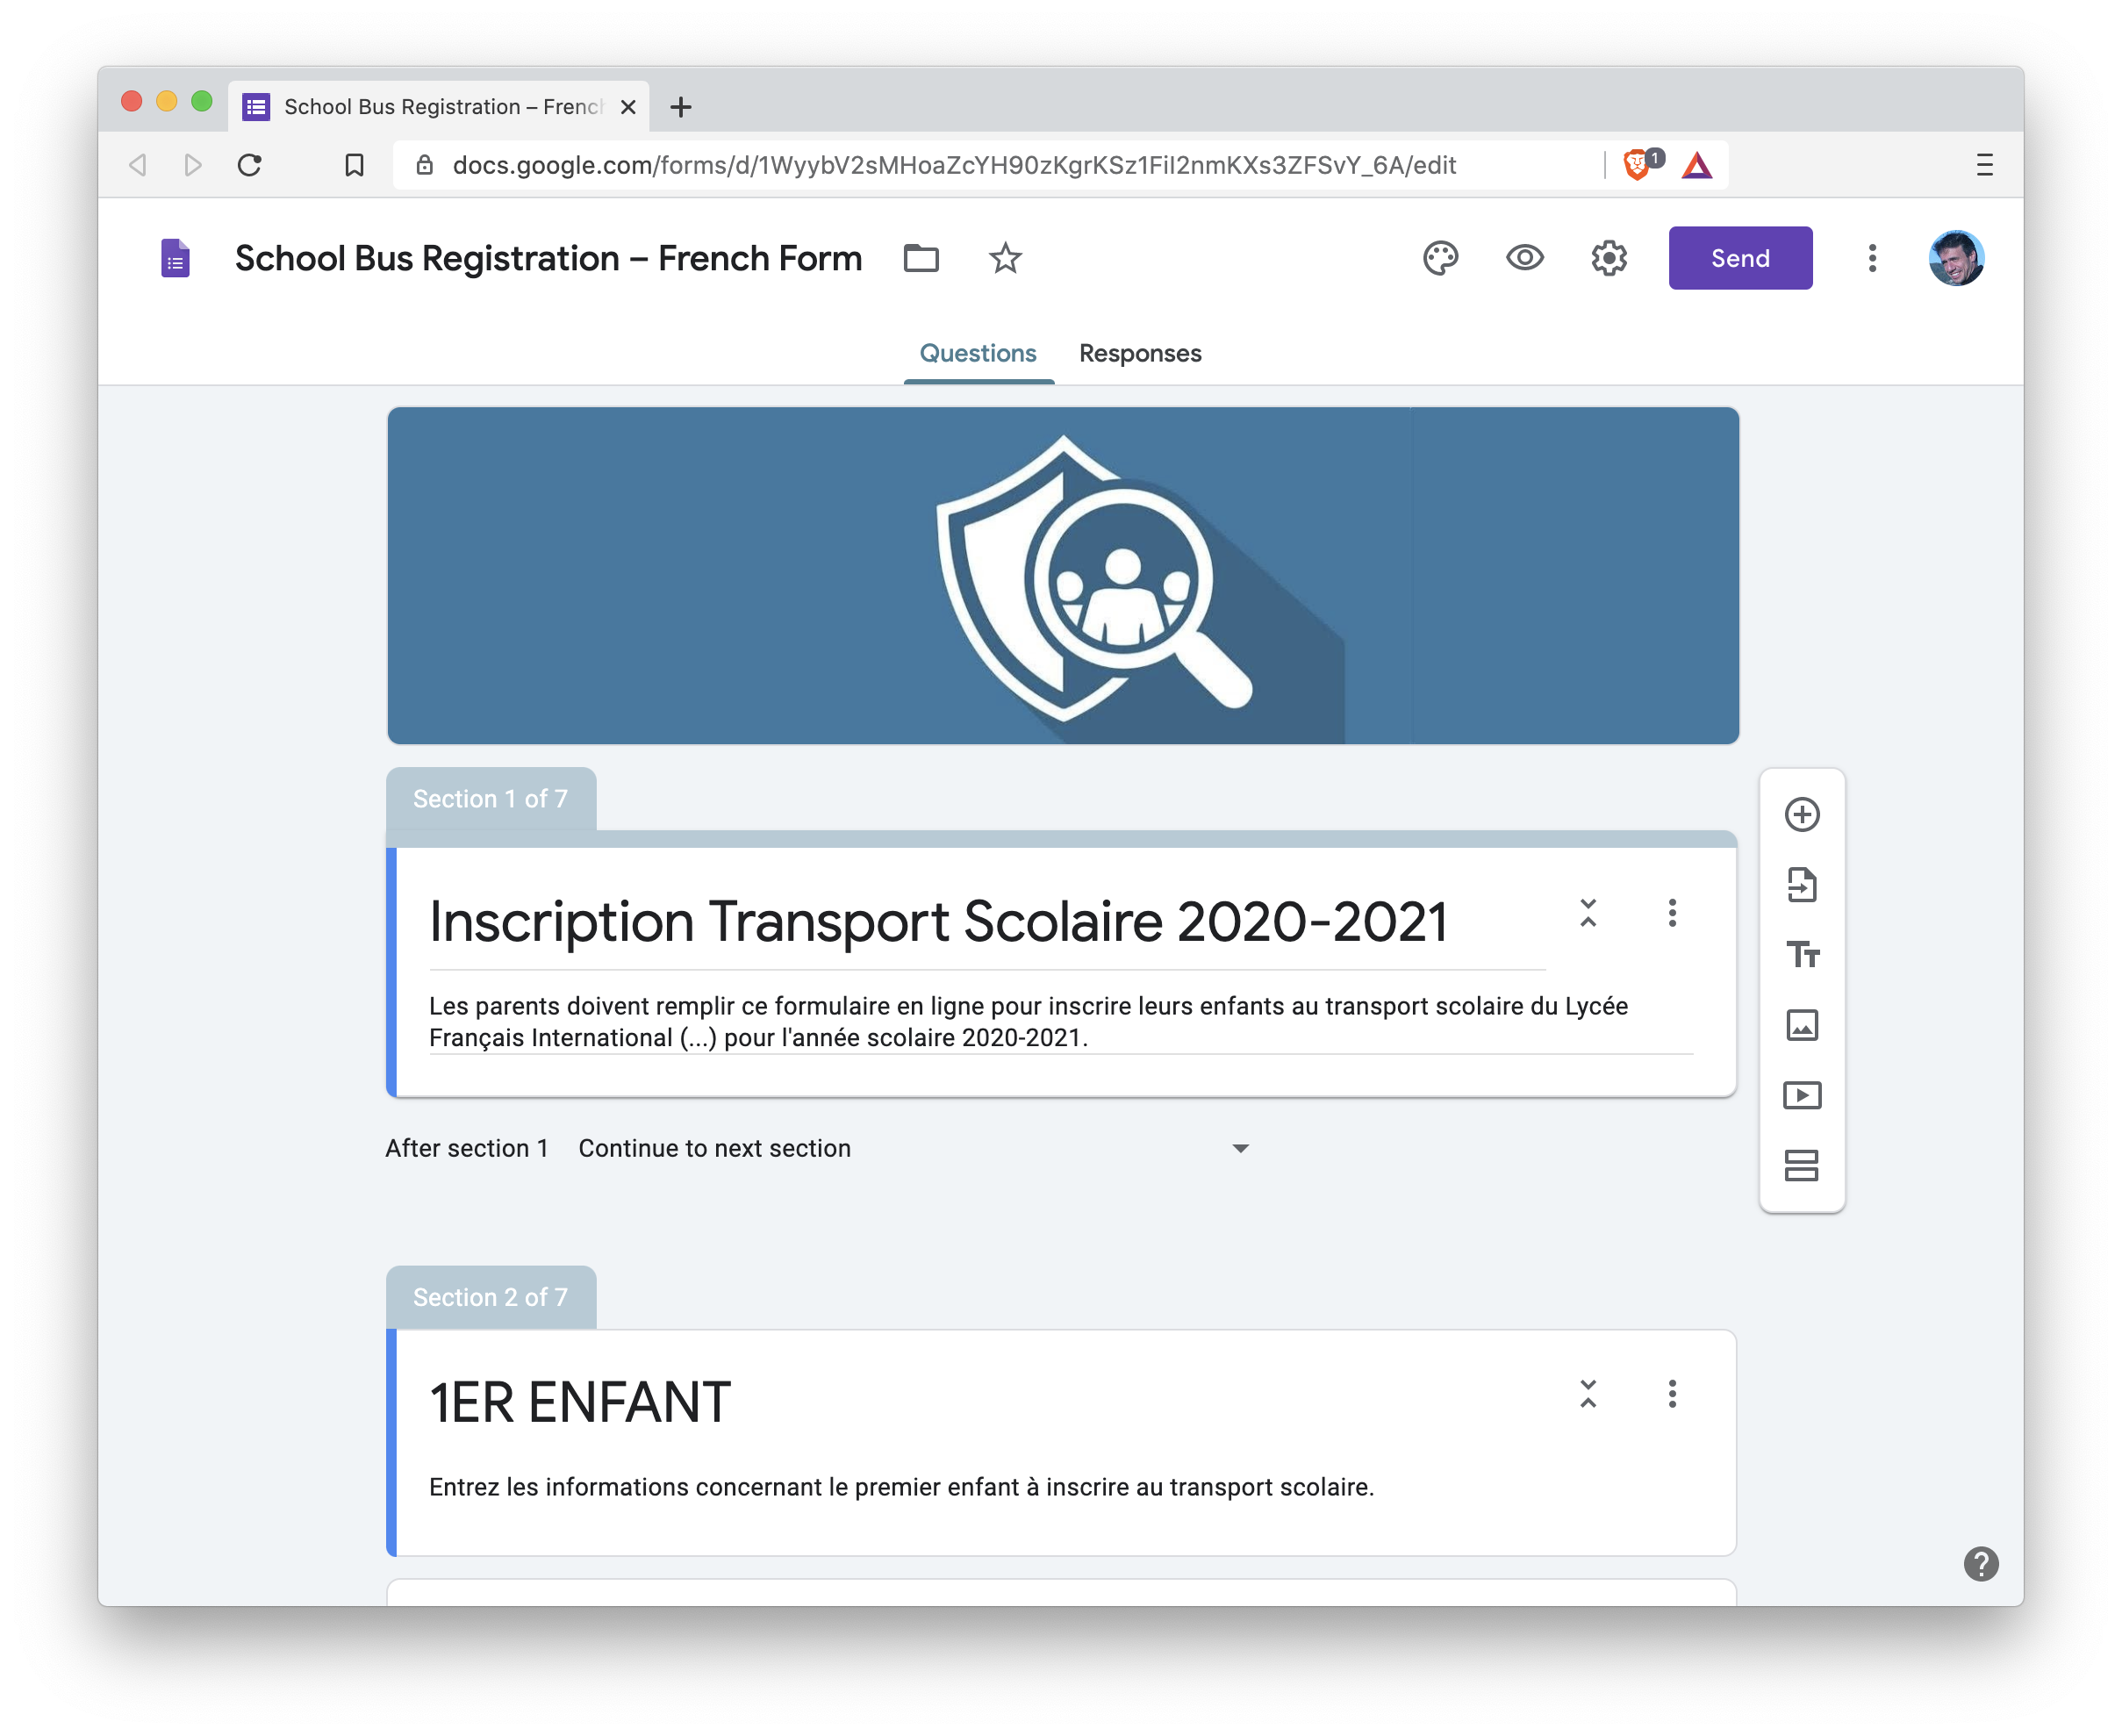 School Bus Registration – French
docs.google.com/forms/d/1WyybV2sMHoaZcYH90zKgrKSz1FiI2nmKXs3ZFSvY_6A/edit
1
School Bus Registration – French Form
Send
Questions
Responses
Section 1 of 7
Inscription Transport Scolaire 2020-2021
Les parents doivent remplir ce formulaire en ligne pour inscrire leurs enfants au transport scolaire du Lycée
Français International (...) pour l'année scolaire 2020-2021.
After section 1 Continue to next section
Section 2 of 7
1ER ENFANT
Entrez les informations concernant le premier enfant à inscrire au transport scolaire.